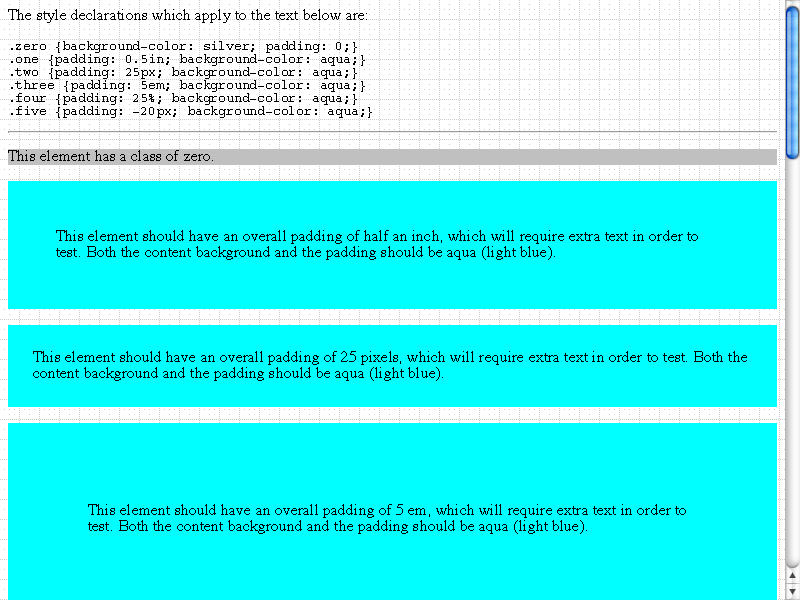 The style declarations which apply to the text below are:
.zero {background-color: silver; padding: 0;}
.one {padding: 0.5in; background-color: aqua;}
.two {padding: 25px; background-color: aqua;}
.three {padding: 5em; background-color: aqua;}
.four {padding: 25%; background-color: aqua;}
.five {padding: -20px; background-color: aqua;}
This element has a class of zero.
This element should have an overall padding of half an inch, which will require extra text in order to
test. Both the content background and the padding should be aqua (light blue).
This element should have an overall padding of 25 pixels, which will require extra text in order to test. Both the
content background and the padding should be aqua (light blue).
This element should have an overall padding of 5 em, which will require extra text in order to
test. Both the content background and the padding should be aqua (light blue).